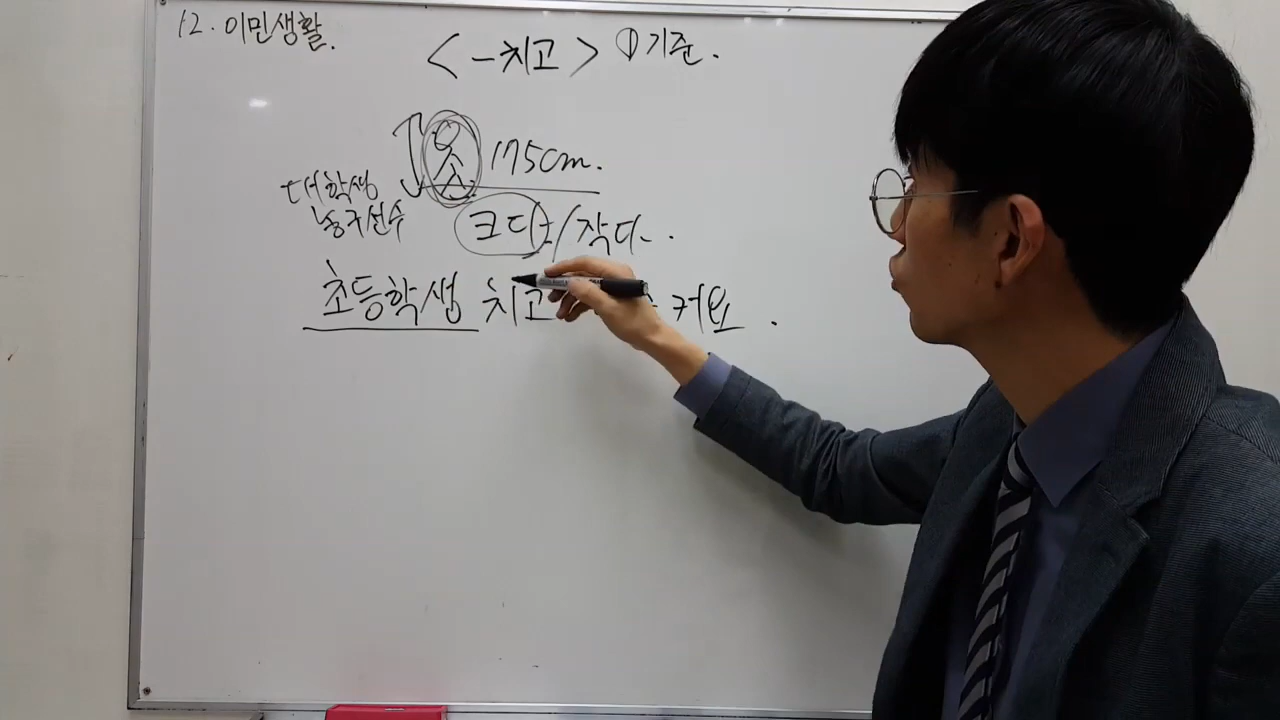 12. 이민생활.
<-치고> ① 기준.
175cm.
대학생
농구선수
크다/작다.
초등학생 치고 커요.